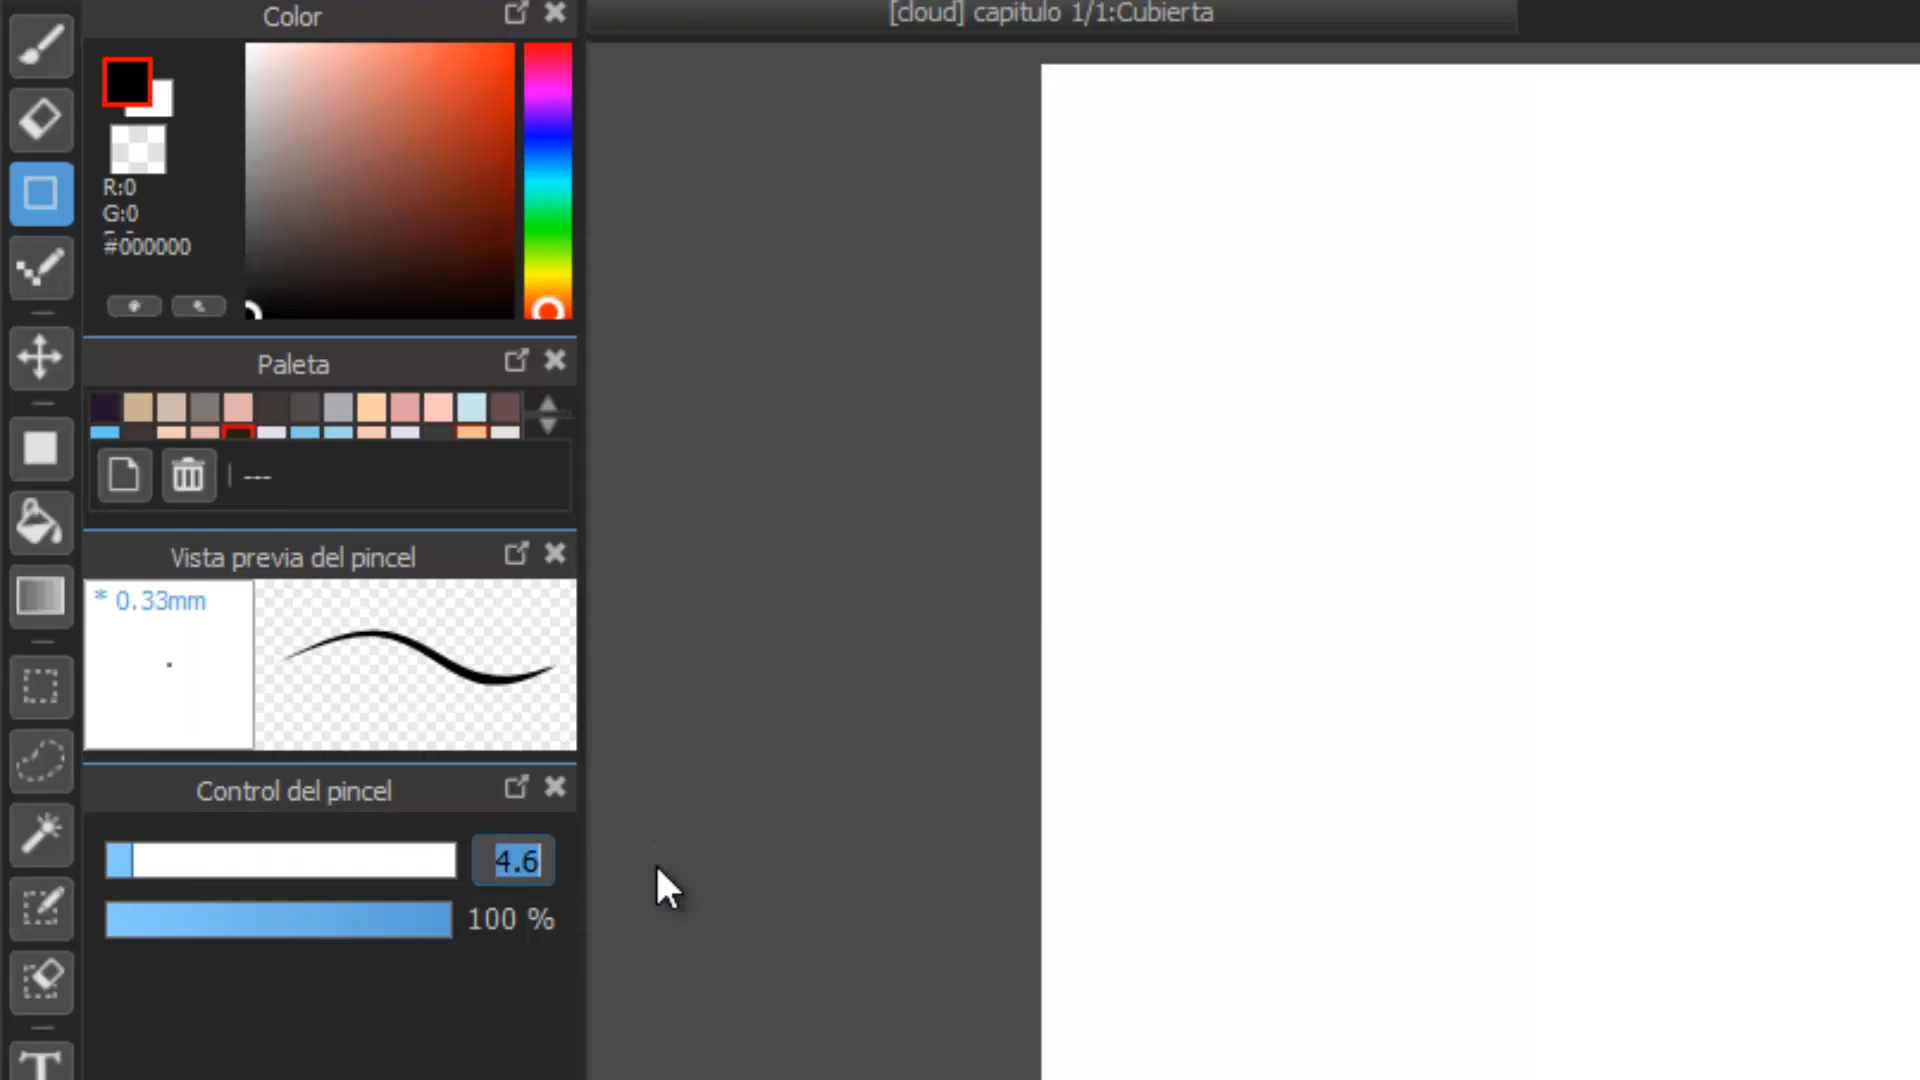 Color
[cloud] capitulo 1/1:Cubierta
R:0
G:0
#000000
Paleta
---
Vista previa del pincel
* 0.33mm
Control del pincel
4.6
100 %